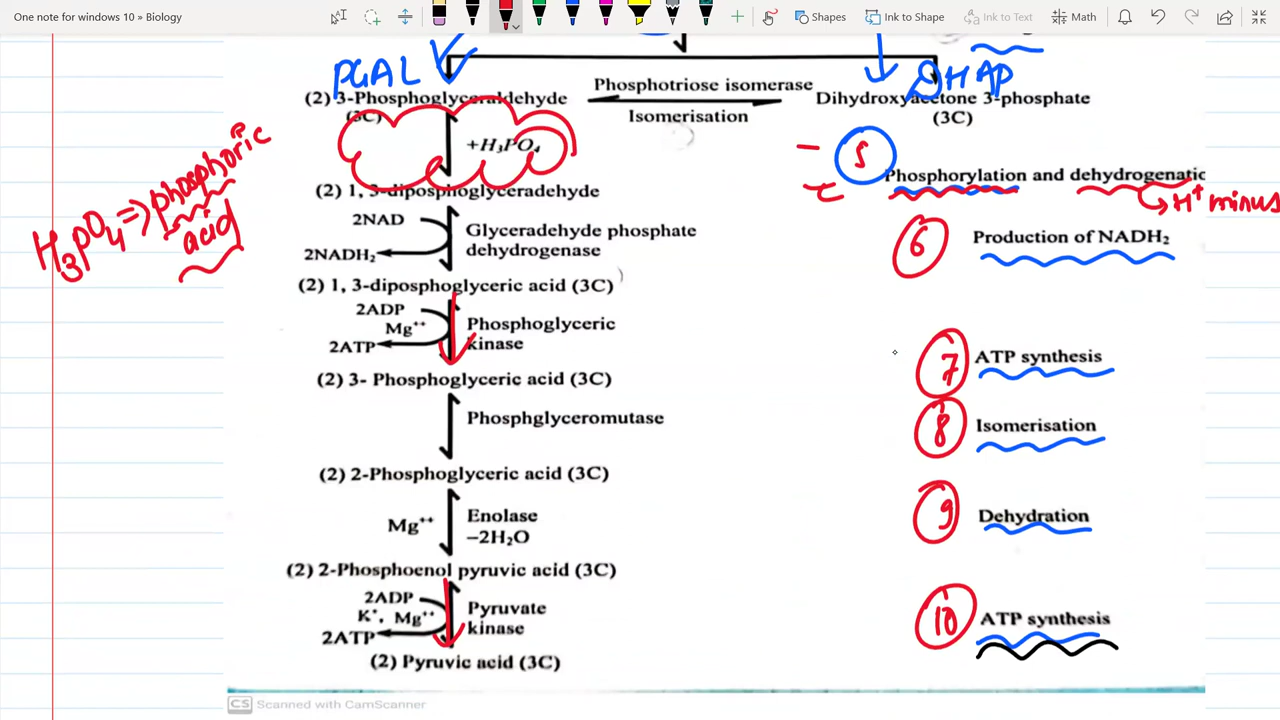 One note for windows 10 » Biology
Shapes
Ink to Shape
Ink to Text
Math
PGAL
DHAP
(2) 3-Phosphoglyceraldehyde
(3C)
Phosphotriose isomerase
Isomerisation
Dihydroxyacetone 3-phosphate
(3C)
+H₃PO₄
H₃PO₄ ⇒ phosphoric
acid
5
Phosphorylation and dehydrogenatic
H⁺ minus
(2) 1, 3-diposphoglyceradehyde
2NAD
2NADH₂
Glyceradehyde phosphate
dehydrogenase
6
Production of NADH₂
(2) 1, 3-diposphoglyceric acid (3C)
2ADP
Mg⁺⁺
2ATP
Phosphoglyceric
kinase
7
ATP synthesis
(2) 3- Phosphoglyceric acid (3C)
Phosphglyceromutase
8
Isomerisation
(2) 2-Phosphoglyceric acid (3C)
Mg⁺⁺
Enolase
−2H₂O
9
Dehydration
(2) 2-Phosphoenol pyruvic acid (3C)
2ADP
K⁺, Mg⁺⁺
2ATP
Pyruvate
kinase
10
ATP synthesis
(2) Pyruvic acid (3C)
CS Scanned with CamScanner